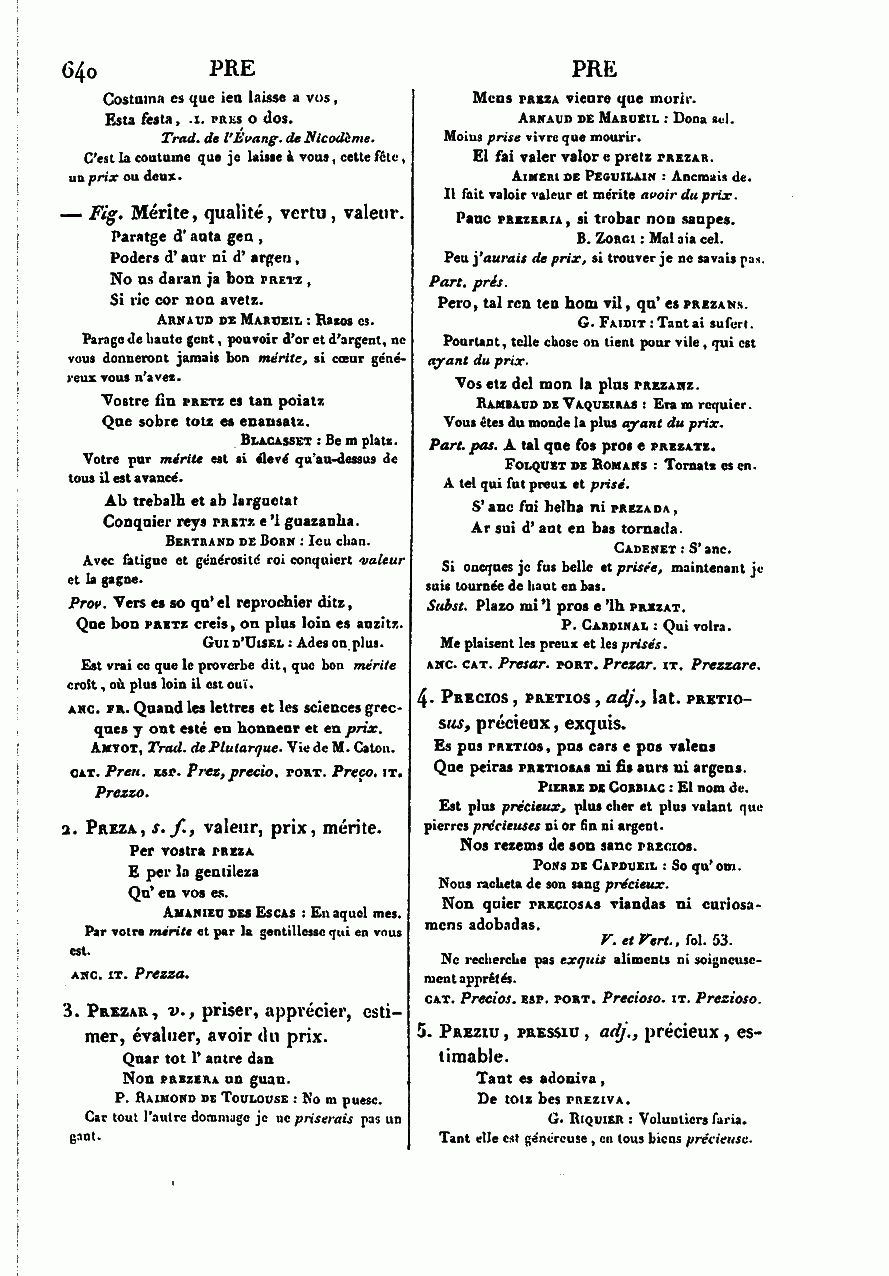 640 PRE PRE
Costuma es que ieu laisse a vos,
Esta festa, .I. PRES o dos.
Trad. de l'Évang. de Nicodème.
C'est la coutume que je laisse à vous, cette fête,
un prix ou deux.
— Fig. Mérite, qualité, vertu, valeur.
Paratge d'auta gen,
Poders d'aur ni d'argen,
No us daran ja bon PRETZ,
Si ric cor non avetz.
ARNAUD DE MARUEIL : Razos es.
Parage de haute gent, pouvoir d'or et d'argent, ne
vous donneront jamais bon mérite, si cœur géné-
reux vous n'avez.
Vostre fin PRETZ es tan poiatz
Que sobre totz es enansatz.
BLACASSET : Be m platz.
Votre pur mérite est si élevé qu'au-dessus de
tous il est avancé.
Ab trebalh et ab larguetat
Conquier reys PRETZ e 'l guazanha.
BERTRAND DE BORN : Ieu chan.
Avec fatigue et générosité roi conquiert valeur
et la gagne.
Prov. Vers es so qu'el reprochier ditz,
Que bon PRETZ creis, on plus loin es auzitz.
GUI D'UISEL : Ades on plus.
Est vrai ce que le proverbe dit, que bon mérite
croît, où plus loin il est ouï.
ANC. FR. Quand les lettres et les sciences grec-
ques y ont esté en honneur et en prix.
AMYOT, Trad. de Plutarque. Vie de M. Caton.
CAT. Preu. ESP. Prez, precio. PORT. Preço. IT.
Prezzo.
2. PREZA, s. f., valeur, prix, mérite.
Per vostra PREZA
E per la gentileza
Qu'en vos es.
AMANIEU DES ESCAS : En aquel mes.
Par votre mérite et par la gentillesse qui en vous
est.
ANC. IT. Prezza.
3. PREZAR, v., priser, apprécier, esti-
mer, évaluer, avoir du prix.
Quar tot l'autre dan
Non PREZERA un guan.
P. RAIMOND DE TOULOUSE : No m puesc.
Car tout l'autre dommage je ne priserais pas un
gant.
Mens PREZA vieure que morir.
ARNAUD DE MARUEIL : Dona sel.
Moins prise vivre que mourir.
El fai valer valor e pretz PREZAR.
AIMERI DE PEGUILAIN : Ancmais de.
Il fait valoir valeur et mérite avoir du prix.
Pauc PREZERIA, si trobar non saupes.
B. ZORGI : Mal aia cel.
Peu j'aurais de prix, si trouver je ne savais pas.
Part. prés.
Pero, tal ren ten hom vil, qu'es PREZANS.
G. FAIDIT : Tant ai sufert.
Pourtant, telle chose on tient pour vile, qui est
ayant du prix.
Vos etz del mon la plus PREZANZ.
RAMBAUD DE VAQUEIRAS : Era m requier.
Vous êtes du monde la plus ayant du prix.
Part. pas. A tal que fos pros e PREZATZ.
FOLQUET DE ROMANS : Tornatz es en.
A tel qui fut preux et prisé.
S'anc fui belha ni PREZADA,
Ar sui d'aut en bas tornada.
CADENET : S'anc.
Si oncques je fus belle et prisée, maintenant je
suis tournée de haut en bas.
Subst. Plazo mi 'l pros e 'lh PREZAT.
P. CARDINAL : Qui volra.
Me plaisent les preux et les prisés.
ANC. CAT. Presar. PORT. Prezar. IT. Prezzare.
4. PRECIOS, PRETIOS, adj., lat. PRETIO-
sus, précieux, exquis.
Es pus PRETIOS, pus cars e pus valens
Que peiras PRETIOSAS ni fis aurs ni argens.
PIERRE DE CORBIAC : El nom de.
Est plus précieux, plus cher et plus valant que
pierres précieuses ni or fin ni argent.
Nos rezems de son sanc PRECIOS.
PONS DE CAPDUEIL : So qu'om.
Nous racheta de son sang précieux.
Non quier PRECIOSAS viandas ni curiosa-
mens adobadas.
V. et Vert., fol. 53.
Ne recherche pas exquis aliments ni soigneuse-
ment apprêtés.
CAT. Precios. ESP. PORT. Precioso. IT. Prezioso.
5. PREZIU, PRESSIU, adj., précieux, es-
timable.
Tant es adoniva,
De totz bes PREZIVA.
G. RIQUIER : Voluntiers faria.
Tant elle est généreuse, en tous biens précieuse.